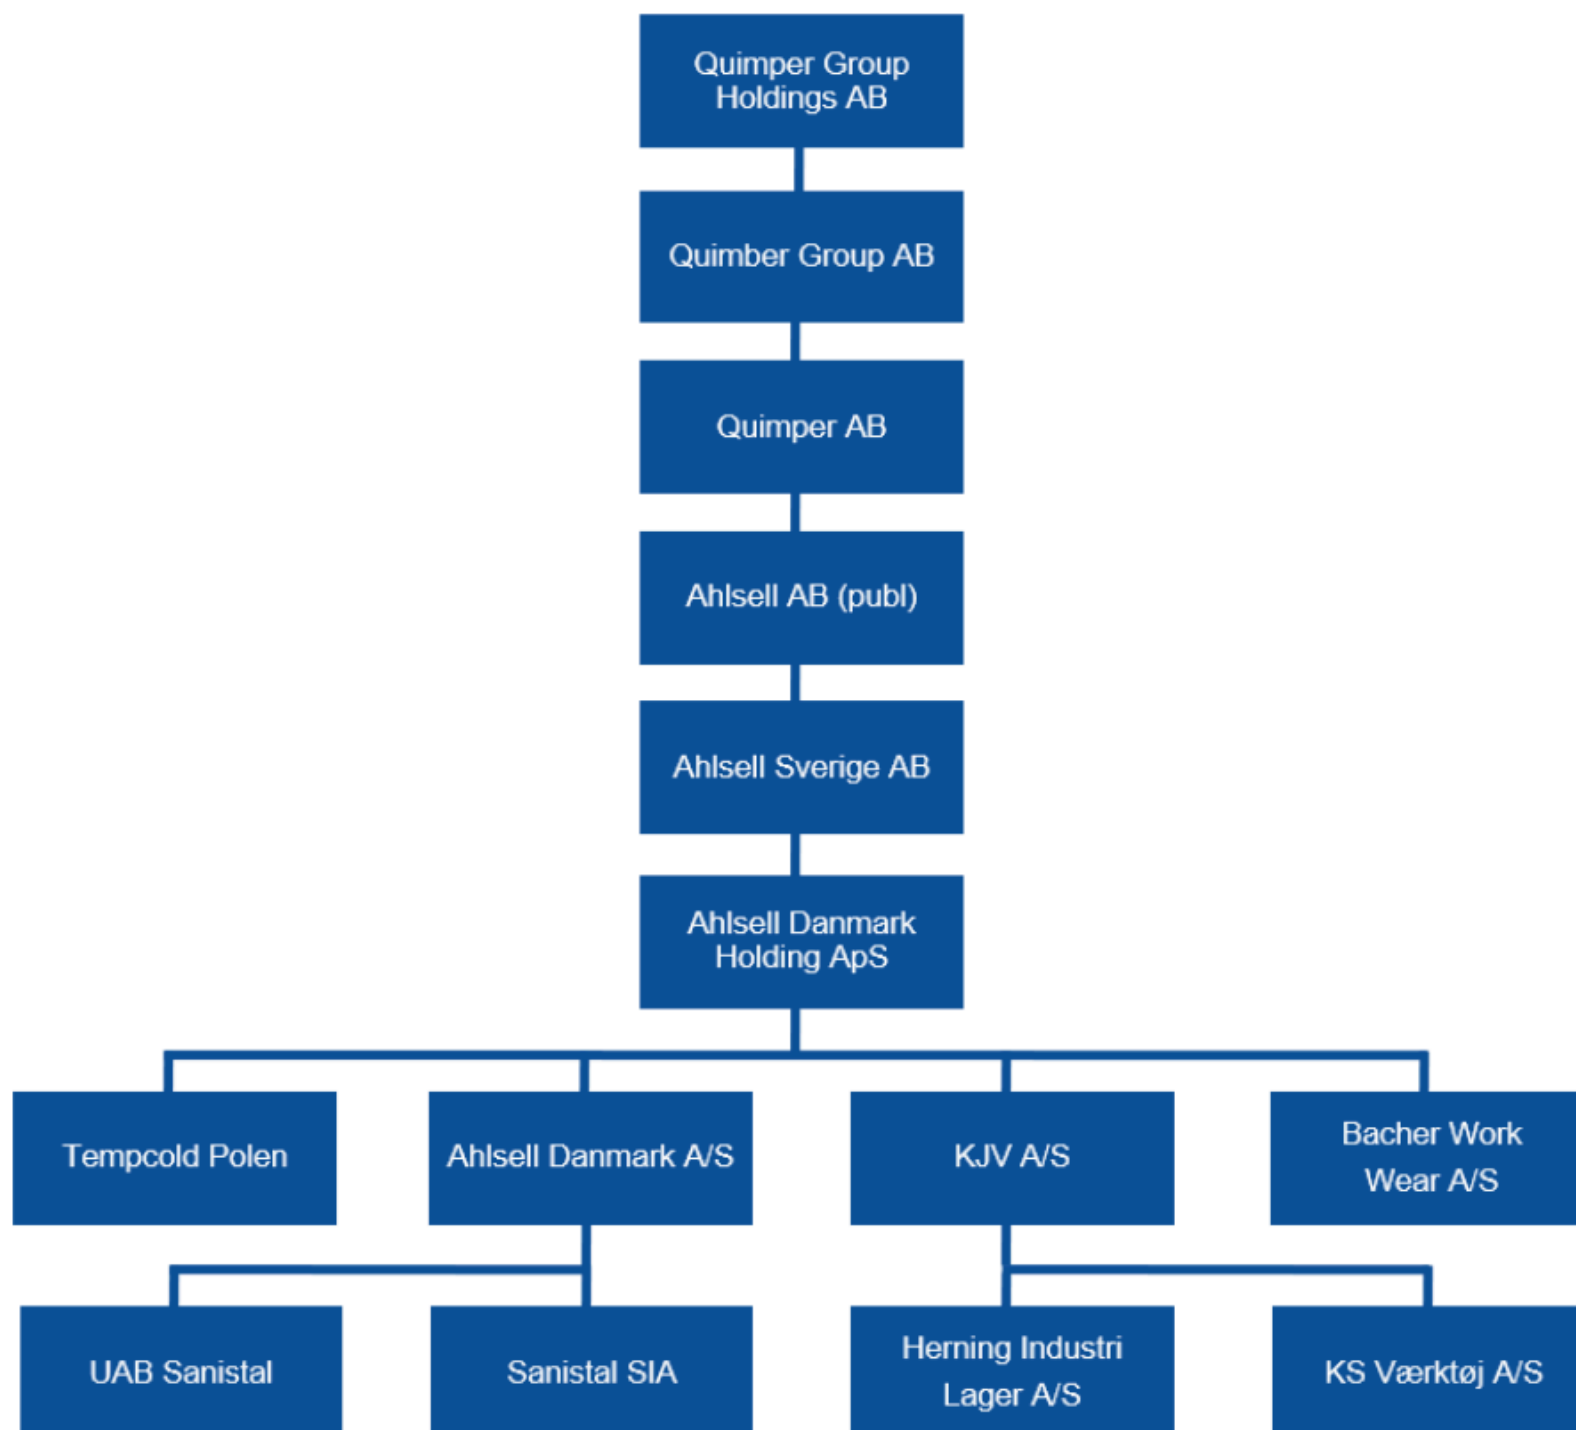 Quimper Group
Holdings AB
Quimber Group AB
Quimper AB
Ahlsell AB (publ)
Ahlsell Sverige AB
Ahlsell Danmark
Holding ApS
Tempcold Polen
Ahlsell Danmark A/S
KJV A/S
Bacher Work
Wear A/S
UAB Sanistal
Sanistal SIA
Herning Industri
Lager A/S
KS Værktøj A/S